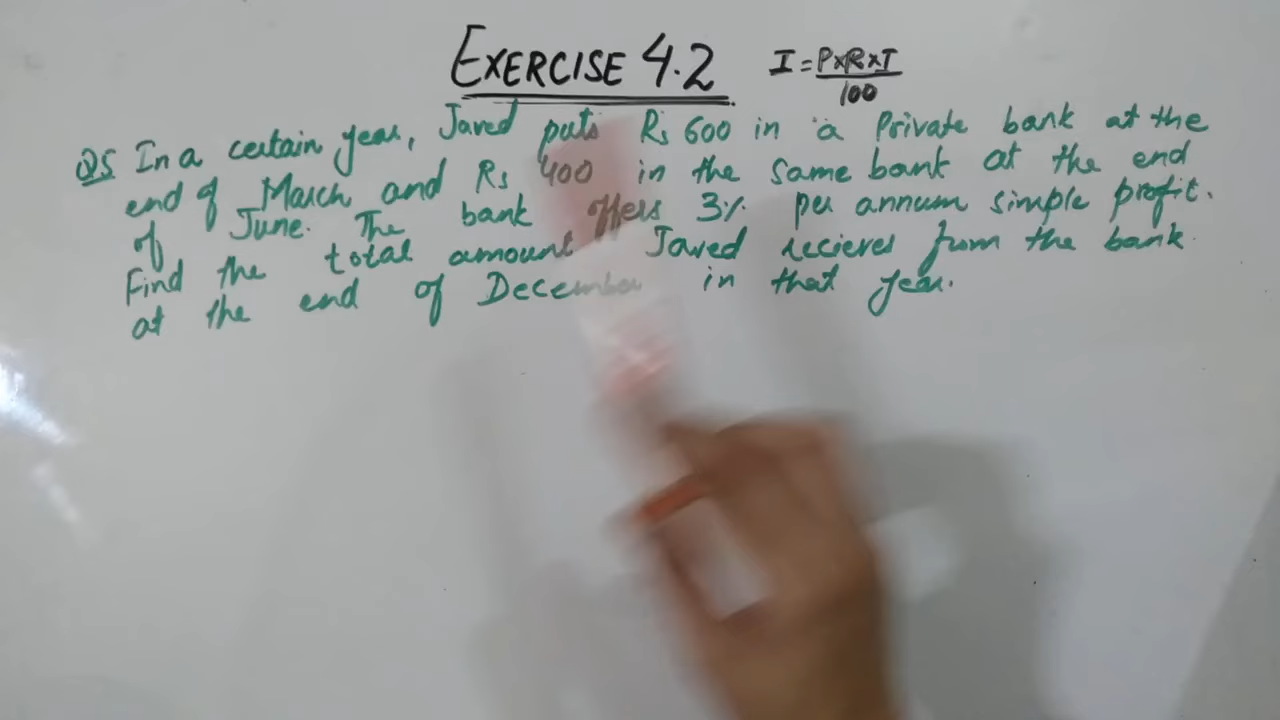 EXERCISE 4.2 I = P×R×T / 100
Q5 In a certain year, Javed puts Rs 600 in a Private bank at the
end of March and Rs 400 in the same bank at the end
of June. The bank offers 3% per annum simple profit.
Find the total amount Javed recieves from the bank
at the end of December in that year.